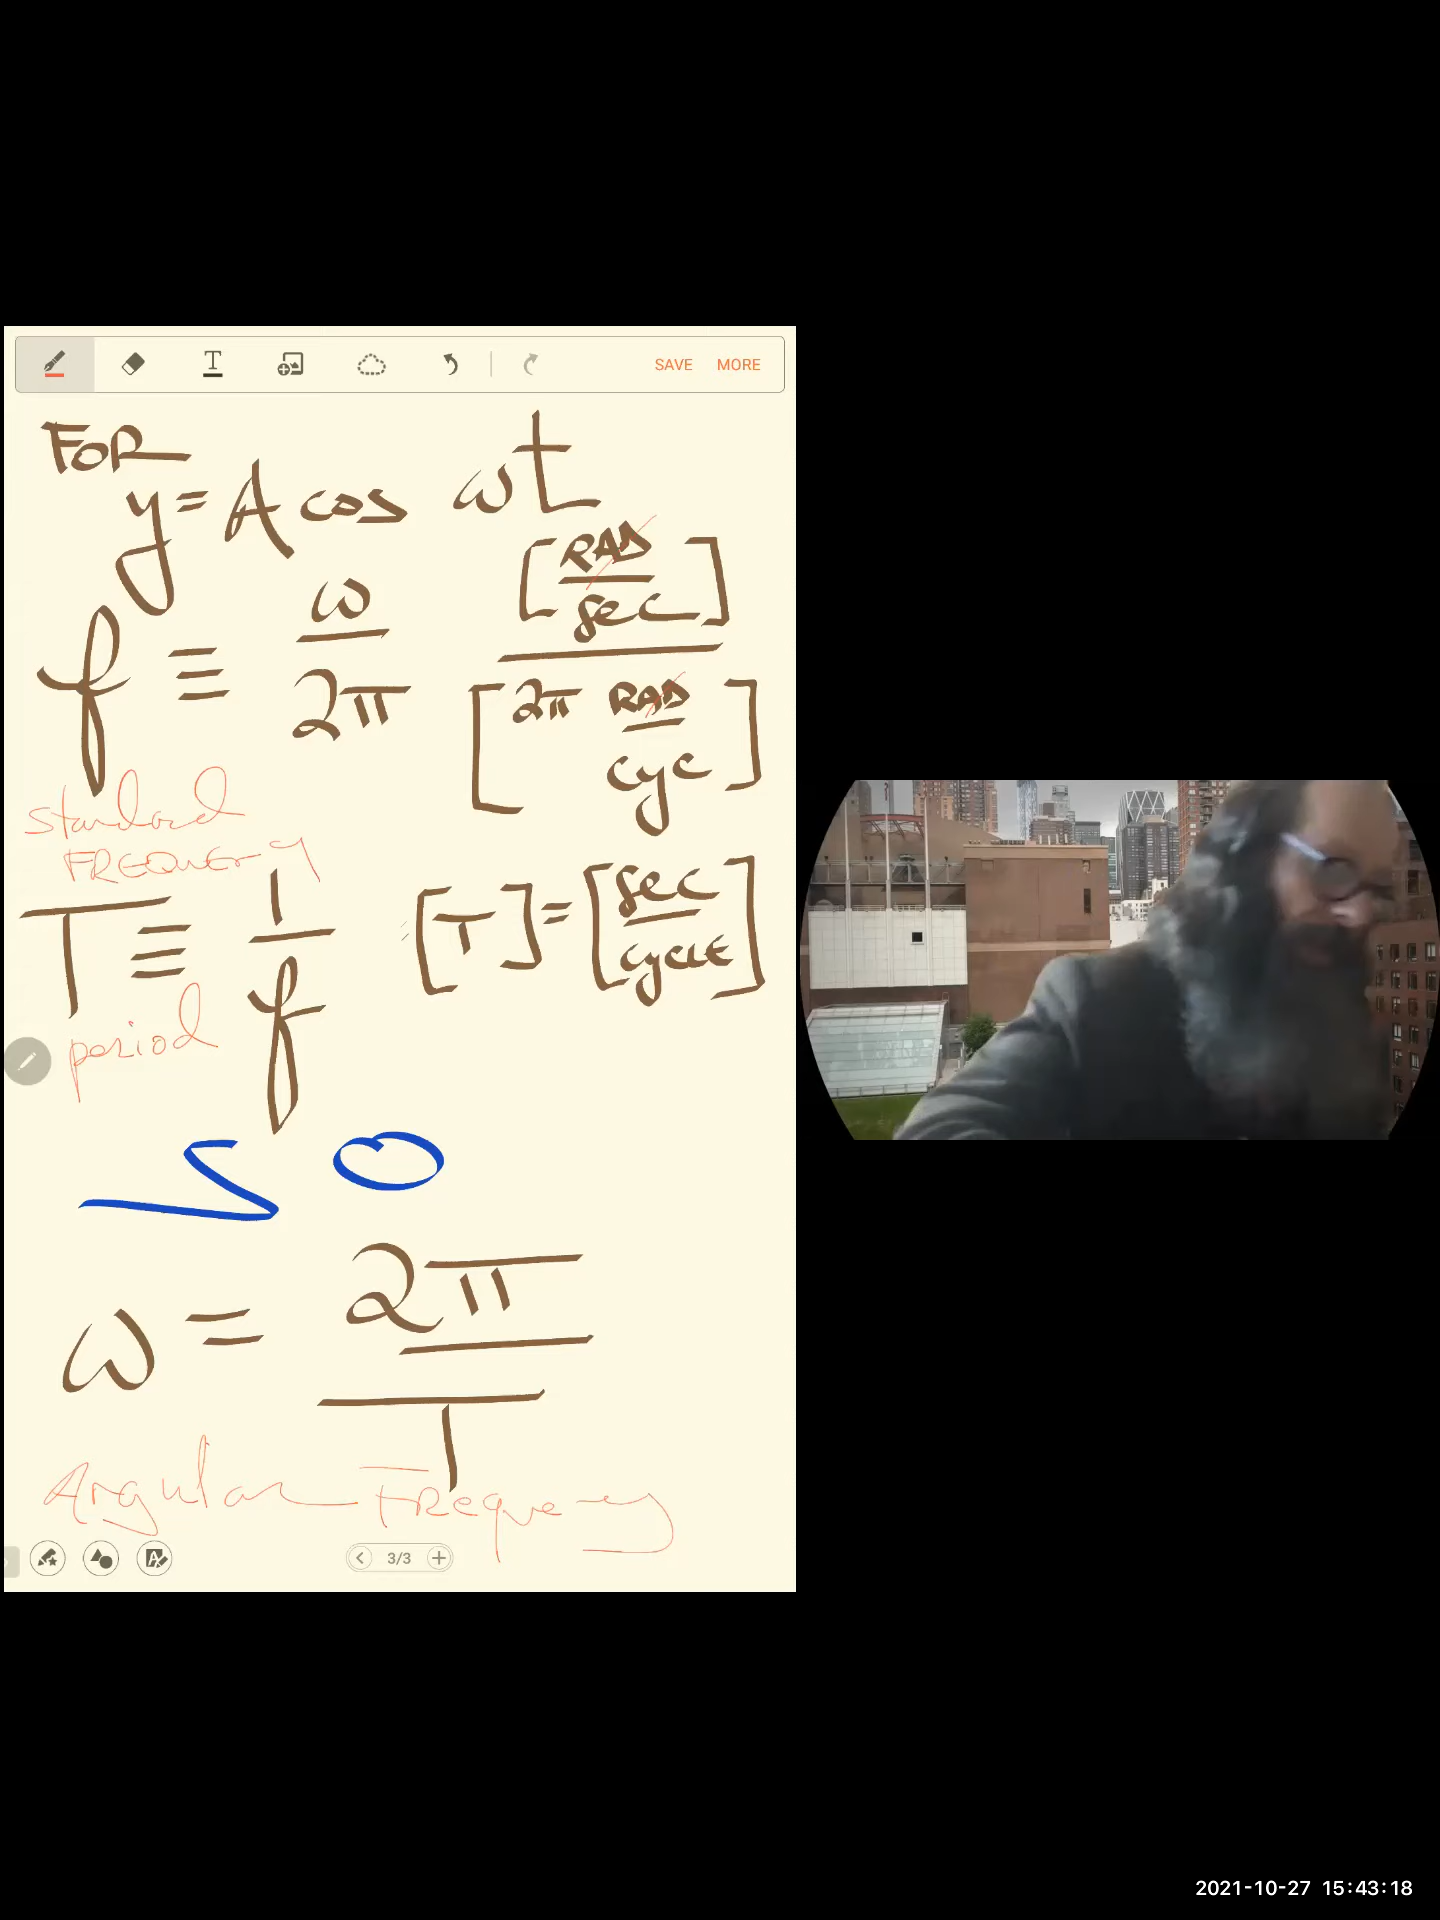 T SAVE MORE
FOR
y = A cos ωt
f ≡ ω / 2π [RAD / sec] / [2π RAD / cyc]
standard
FREQUENCY
T ≡ 1 / f [T] = [sec / cycle]
period
SO
ω = 2π / T
Angular Frequency
3/3
2021-10-27 15:43:18